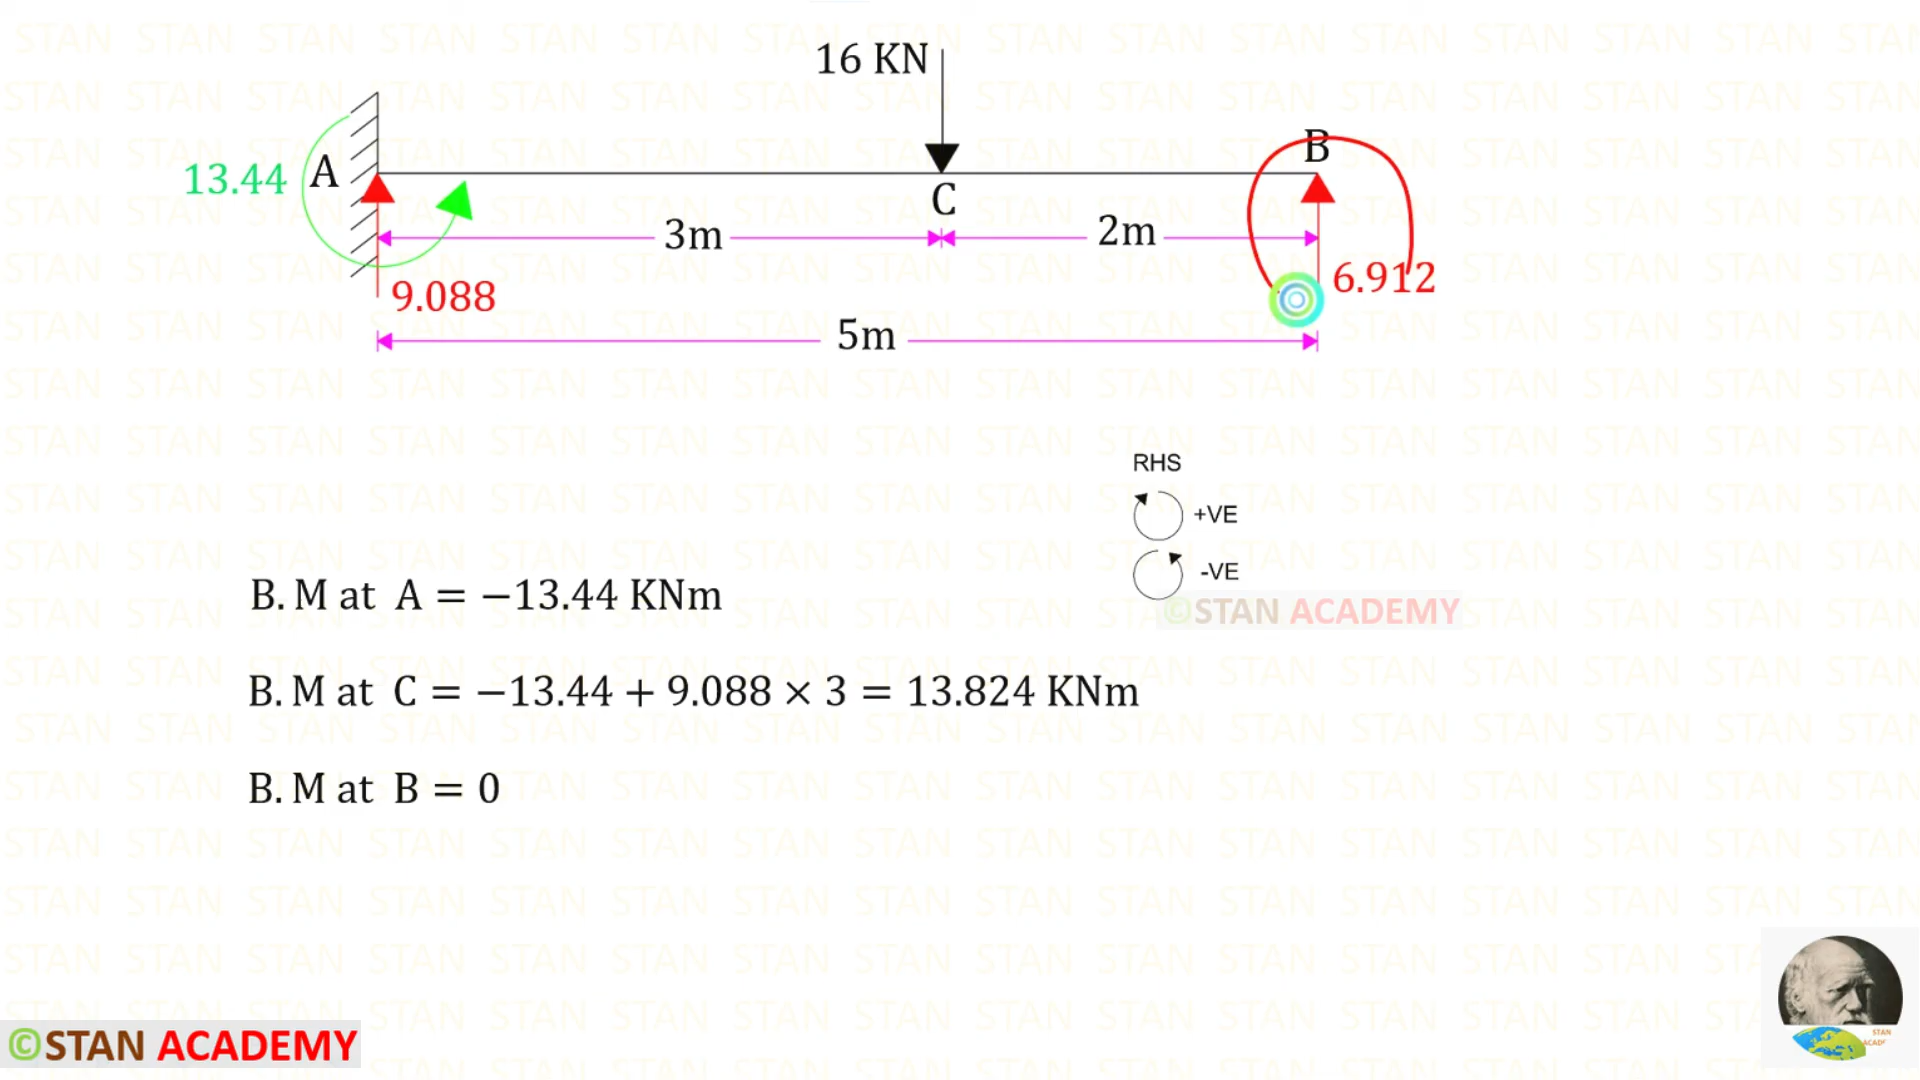 16 KN
B
13.44
A
C
3m
2m
6.912
9.088
5m
RHS
+VE
-VE
B. M at A = −13.44 KNm
©STAN ACADEMY
B. M at C = −13.44 + 9.088 × 3 = 13.824 KNm
B. M at B = 0
©STAN ACADEMY
STAN